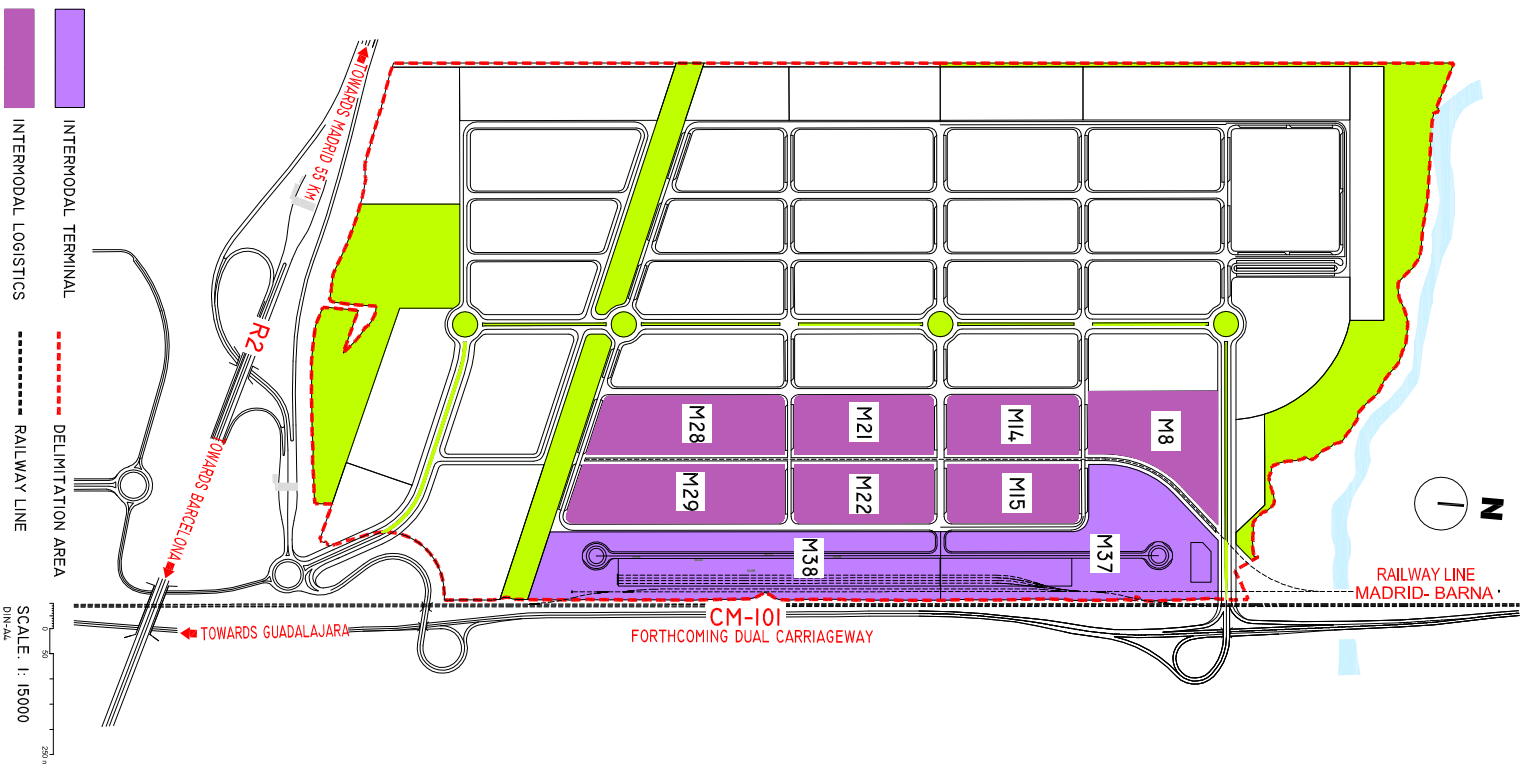 INTERMODAL TERMINAL
INTERMODAL LOGISTICS
DELIMITATION AREA
RAILWAY LINE
SCALE. 1: 15000
DIN-A4
0
50
250 m
TOWARDS MADRID 55 KM
R2
TOWARDS BARCELONA
TOWARDS GUADALAJARA
CM-101
FORTHCOMING DUAL CARRIAGEWAY
RAILWAY LINE
MADRID- BARNA
N
M28
M21
M14
M8
M29
M22
M15
M38
M37